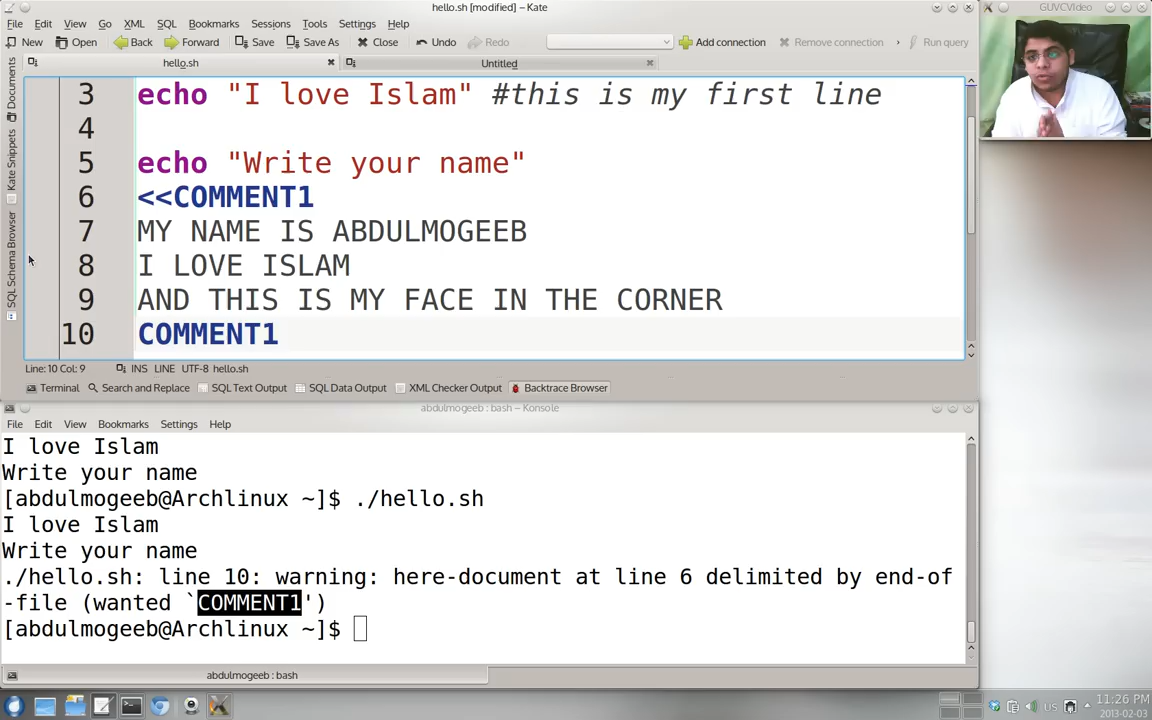 hello.sh [modified] – Kate
GUVCVideo
File Edit View Go XML SQL Bookmarks Sessions Tools Settings Help
New Open Back Forward Save Save As Close Undo Redo Add connection Remove connection Run query
hello.sh Untitled
Documents
Kate Snippets
SQL Schema Browser
3 echo "I love Islam" #this is my first line
4
5 echo "Write your name"
6 <<COMMENT1
7 MY NAME IS ABDULMOGEEB
8 I LOVE ISLAM
9 AND THIS IS MY FACE IN THE CORNER
10 COMMENT1
Line: 10 Col: 9 INS LINE UTF-8 hello.sh
Terminal Search and Replace SQL Text Output SQL Data Output XML Checker Output Backtrace Browser
abdulmogeeb : bash – Konsole
File Edit View Bookmarks Settings Help
I love Islam
Write your name
[abdulmogeeb@Archlinux ~]$ ./hello.sh
I love Islam
Write your name
./hello.sh: line 10: warning: here-document at line 6 delimited by end-of
-file (wanted `COMMENT1')
[abdulmogeeb@Archlinux ~]$
abdulmogeeb : bash
US 11:26 PM
2013-02-03